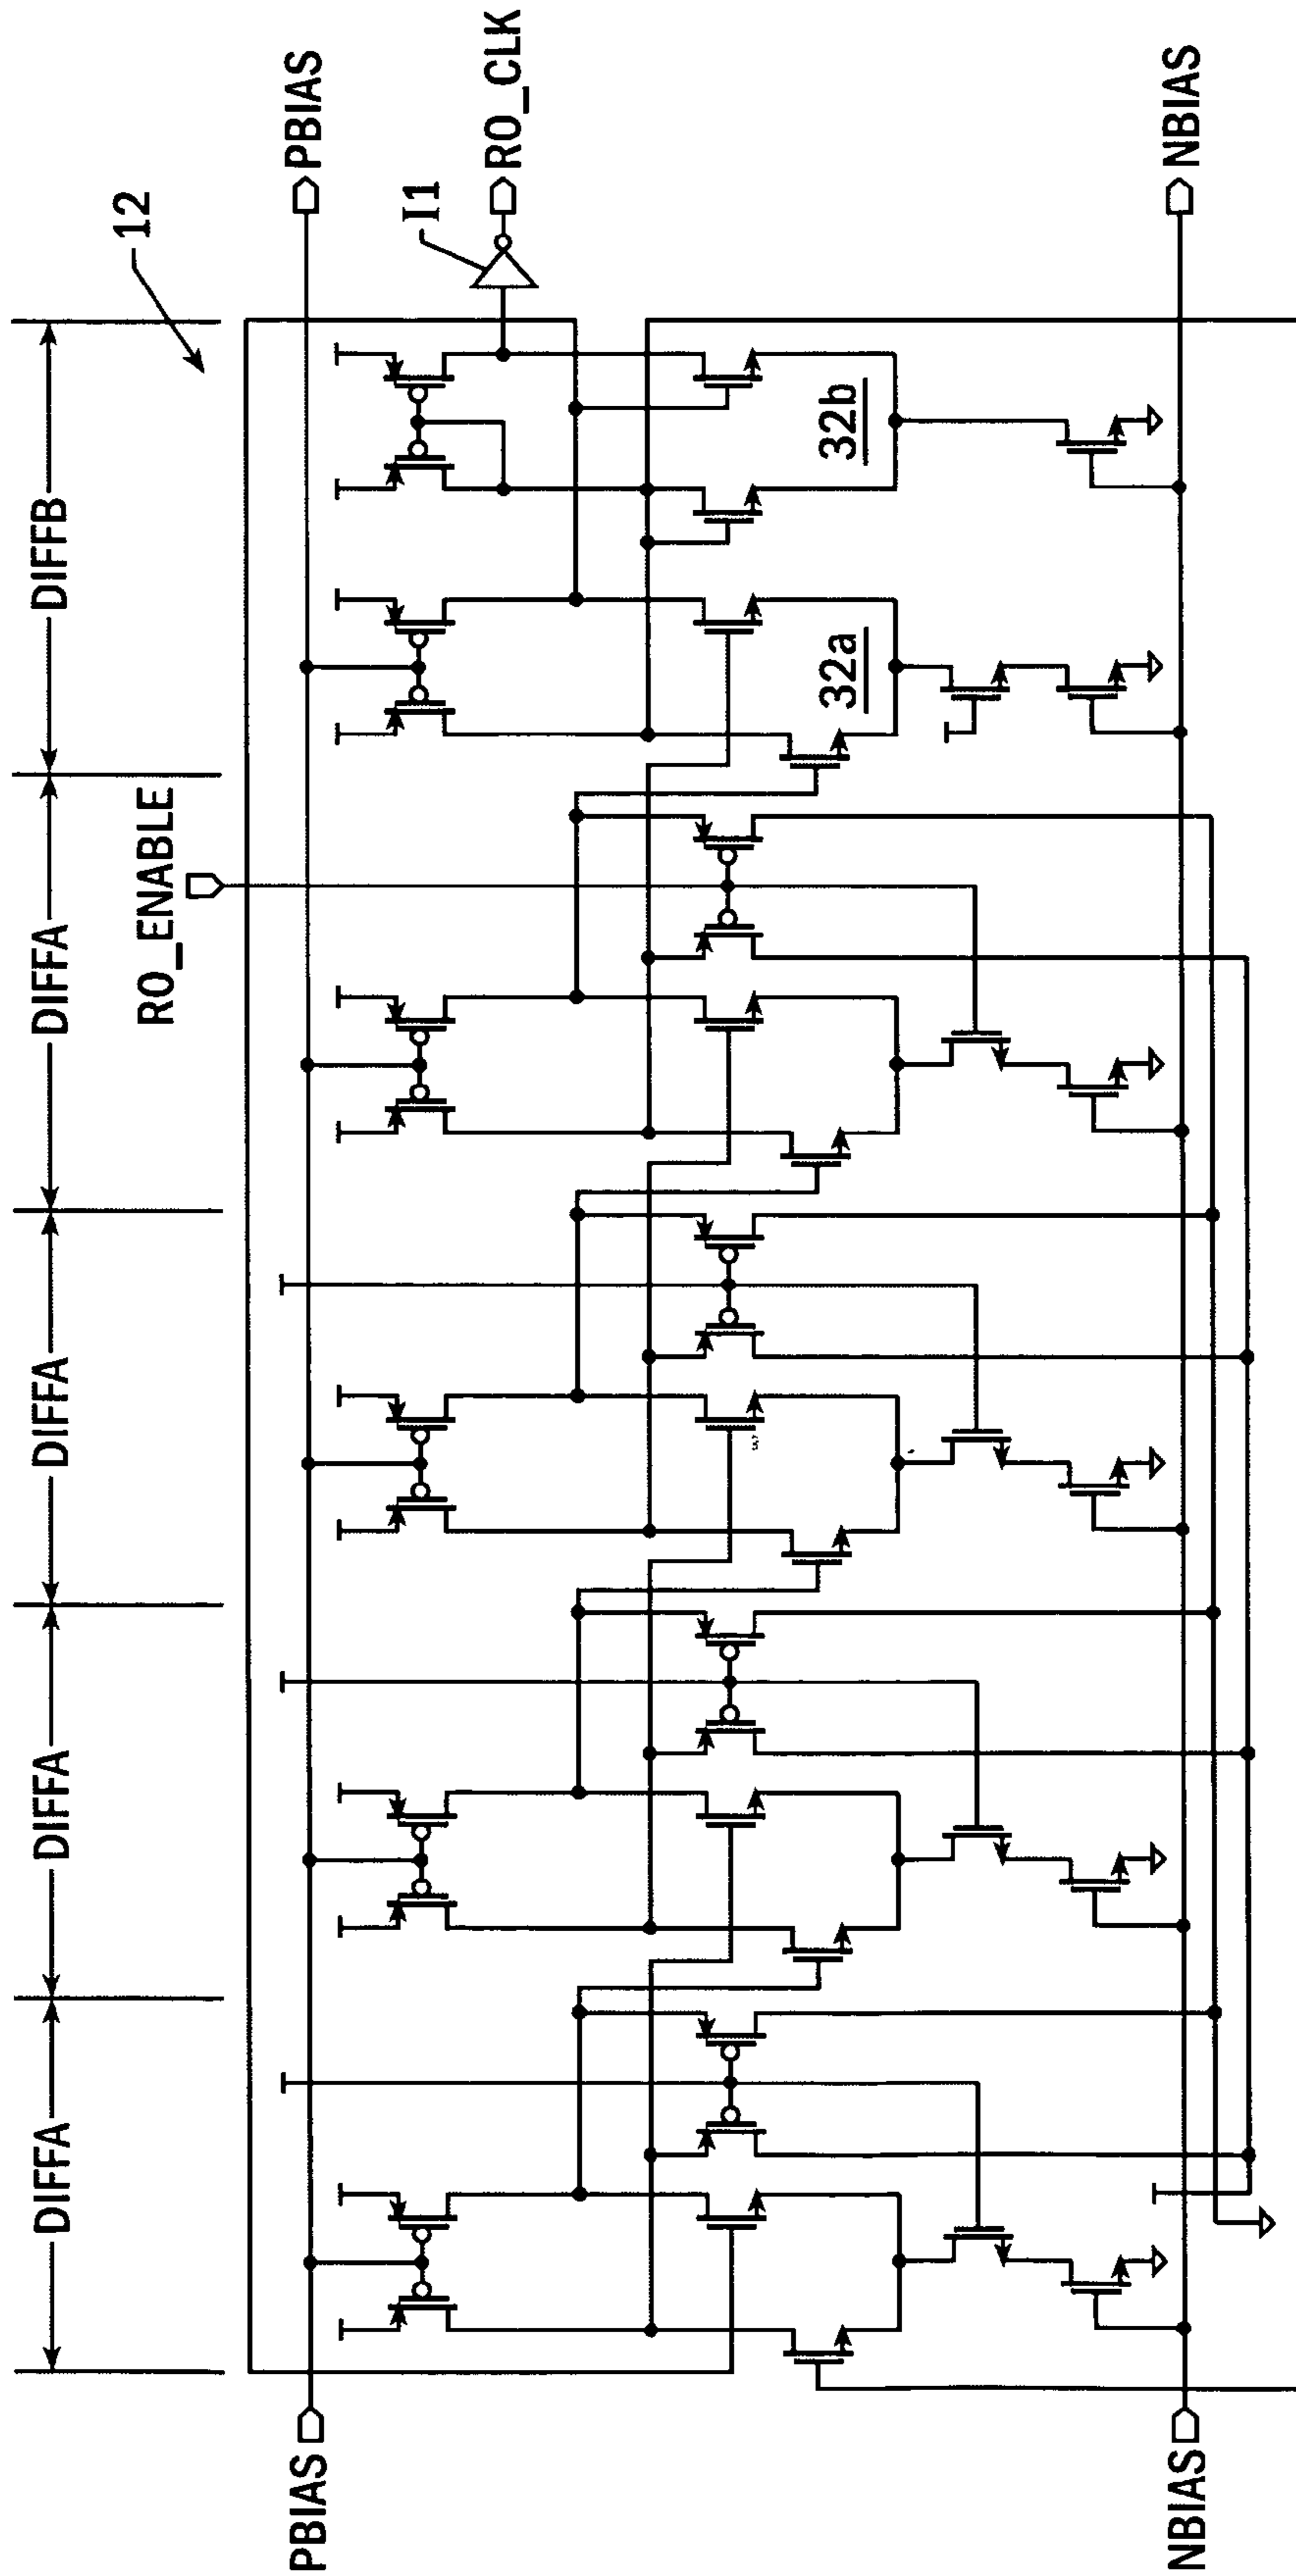 DIFFA
DIFFA
DIFFA
DIFFA
DIFFB
12
RO_ENABLE
PBIAS
PBIAS
I1
RO_CLK
32a
32b
NBIAS
NBIAS